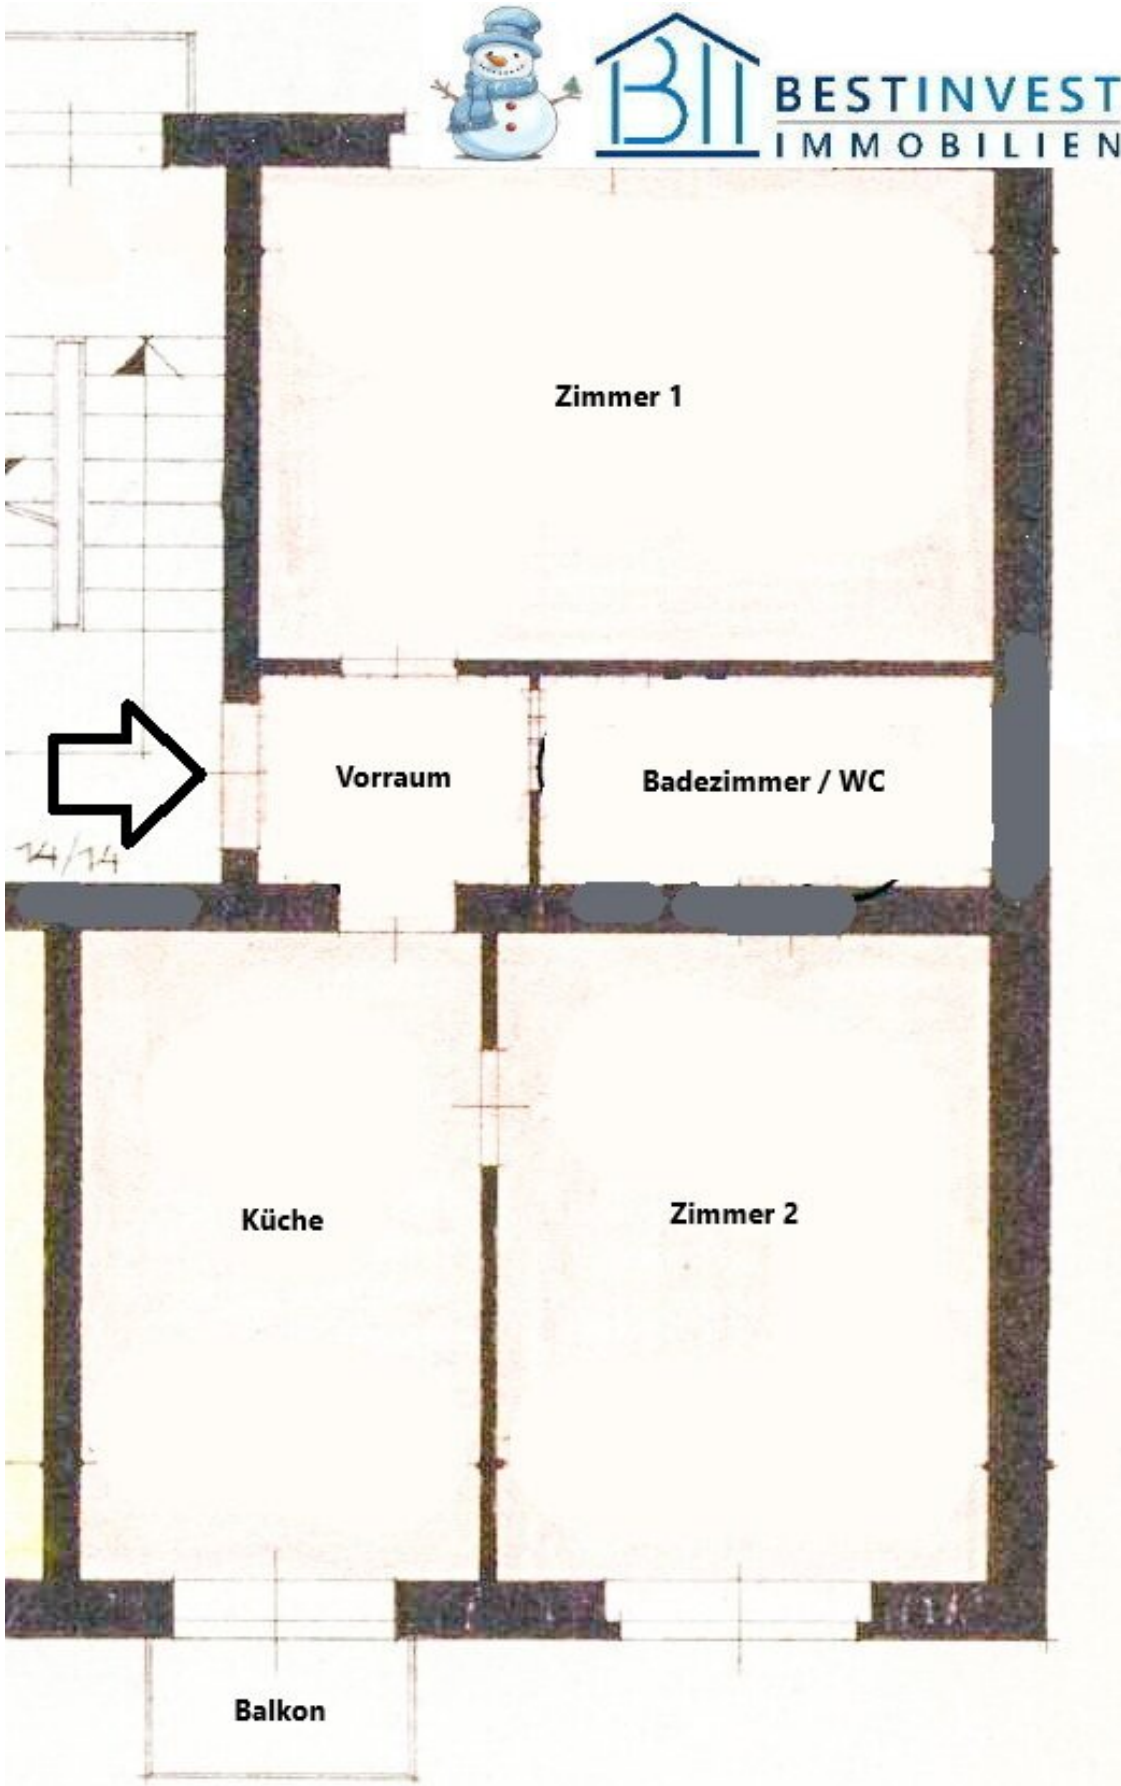 BESTINVEST
IMMOBILIEN
Zimmer 1
Vorraum
Badezimmer / WC
14/14
Küche
Zimmer 2
Balkon